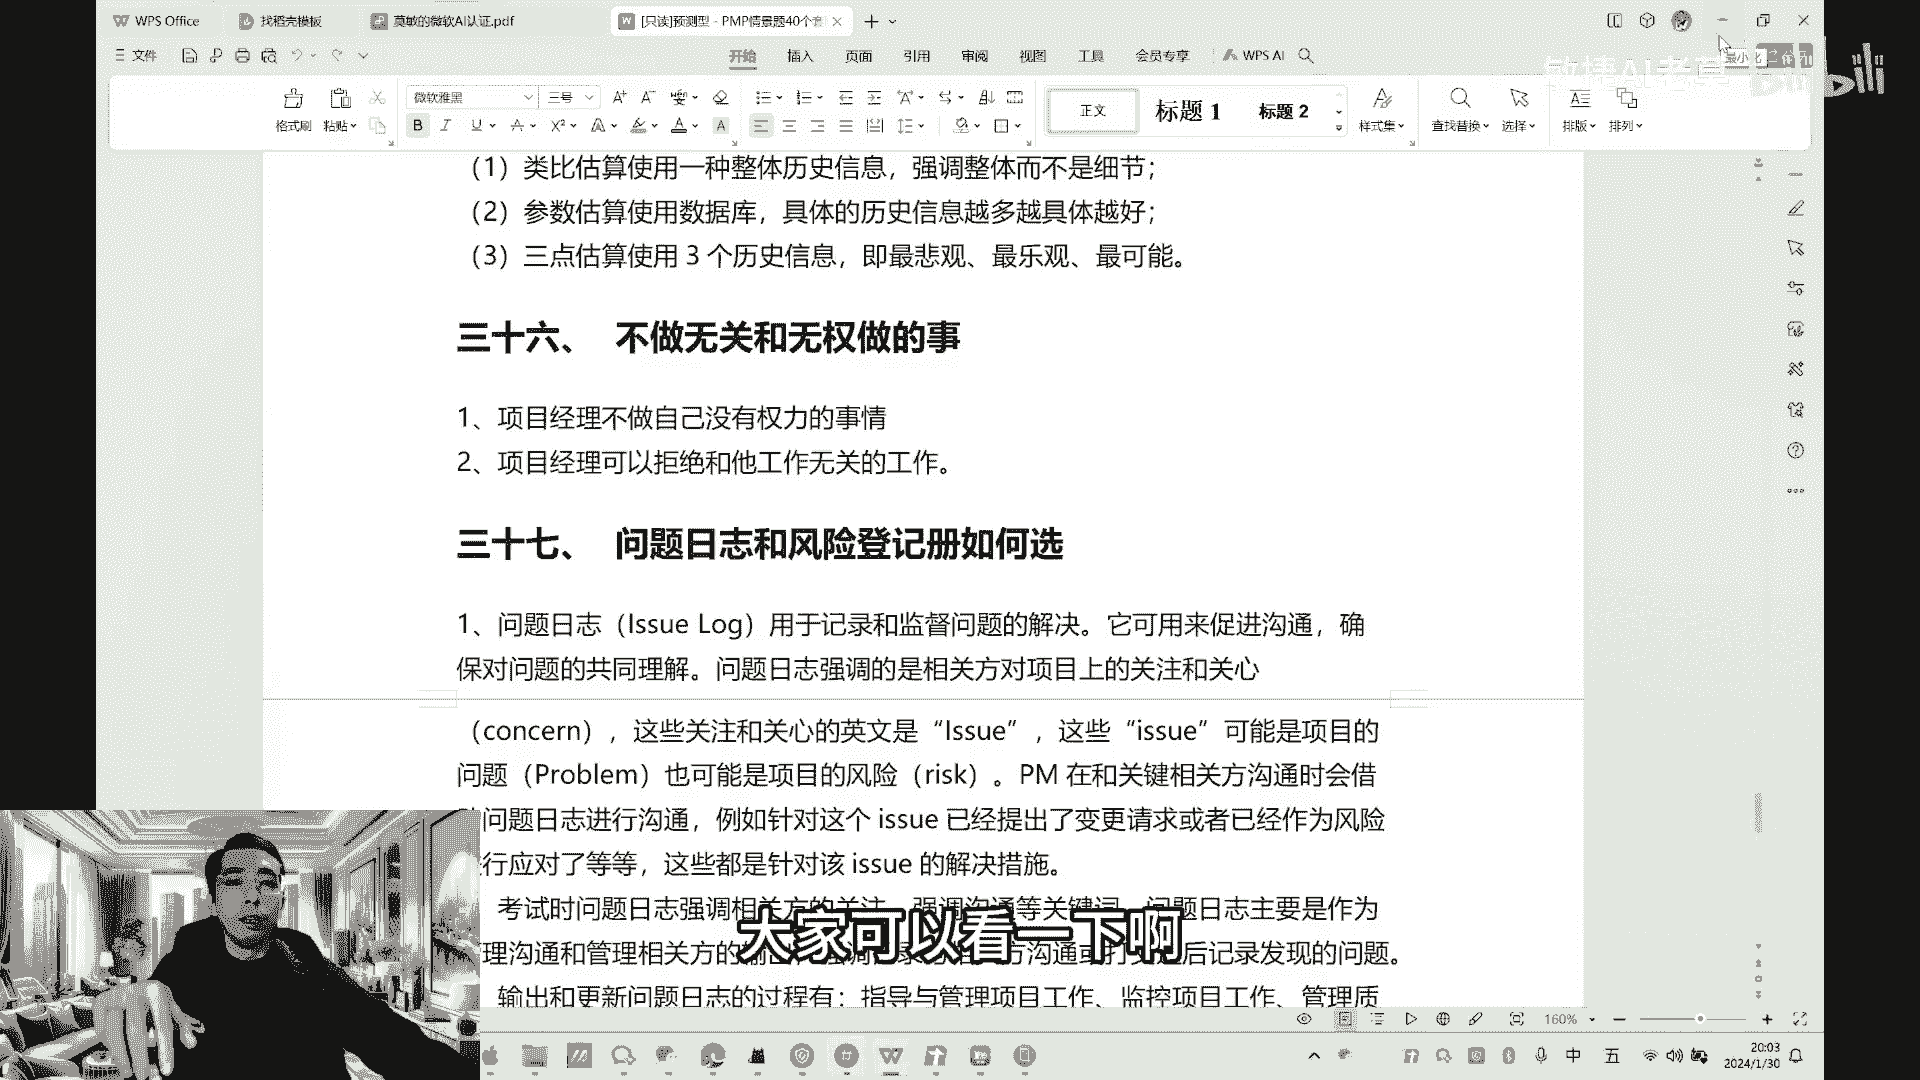 WPS Office
找稻壳模板
莫敏的微软AI认证.pdf
[只读]预测型 - PMP情景题40个套
文件
开始
插入
页面
引用
审阅
视图
工具
会员专享
WPS AI
格式刷
粘贴
微软雅黑
三号
正文
标题 1
标题 2
样式集
查找替换
选择
排版
排列
bilibili
（1）类比估算使用一种整体历史信息，强调整体而不是细节；
（2）参数估算使用数据库，具体的历史信息越多越具体越好；
（3）三点估算使用 3 个历史信息，即最悲观、最乐观、最可能。
三十六、 不做无关和无权做的事
1、项目经理不做自己没有权力的事情
2、项目经理可以拒绝和他工作无关的工作。
三十七、 问题日志和风险登记册如何选
1、问题日志（Issue Log）用于记录和监督问题的解决。它可用来促进沟通，确
保对问题的共同理解。问题日志强调的是相关方对项目上的关注和关心
（concern），这些关注和关心的英文是“Issue”，这些“issue”可能是项目的
问题（Problem）也可能是项目的风险（risk）。PM 在和关键相关方沟通时会借
问题日志进行沟通，例如针对这个 issue 已经提出了变更请求或者已经作为风险
行应对了等等，这些都是针对该 issue 的解决措施。
考试时问题日志强调相关方的关注、强调沟通等关键词，问题日志主要是作为
理沟通和管理相关方的
方沟通或
后记录发现的问题。
输出和更新问题日志的过程有：指导与管理项目工作、监控项目工作、管理质
大家可以看一下啊
160%
中
五
20:03
2024/1/30